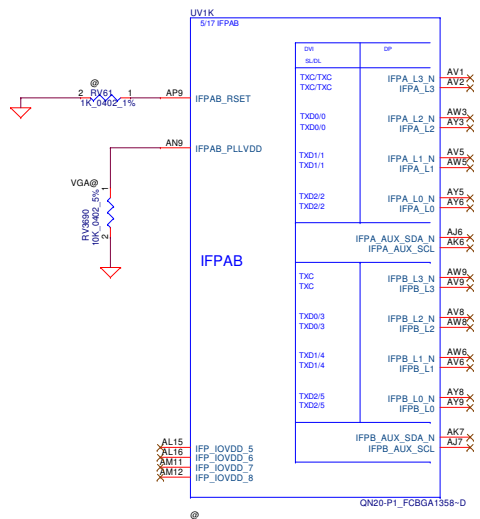 UV1K
5/17 IFPAB
DVI DP
SL/DL
TXC/TXC IFPA_L3_N AV1
TXC/TXC IFPA_L3 AV2
@
2 RV61 1 AP9 IFPAB_RSET
1K_0402_1%
TXD0/0 IFPA_L2_N AW3
TXD0/0 IFPA_L2 AY3
AN9 IFPAB_PLLVDD
TXD1/1 IFPA_L1_N AV5
TXD1/1 IFPA_L1 AW5
VGA@ 1
RV3690
10K_0402_5%
2
TXD2/2 IFPA_L0_N AY5
TXD2/2 IFPA_L0 AY6
IFPA_AUX_SDA_N AJ6
IFPA_AUX_SCL AK6
IFPAB
TXC IFPB_L3_N AW9
TXC IFPB_L3 AV9
TXD0/3 IFPB_L2_N AV8
TXD0/3 IFPB_L2 AW8
TXD1/4 IFPB_L1_N AW6
TXD1/4 IFPB_L1 AV6
TXD2/5 IFPB_L0_N AY8
TXD2/5 IFPB_L0 AY9
IFPB_AUX_SDA_N AK7
IFPB_AUX_SCL AJ7
AL15 IFP_IOVDD_5
AL16 IFP_IOVDD_6
AM11 IFP_IOVDD_7
AM12 IFP_IOVDD_8
QN20-P1_FCBGA1358~D
@